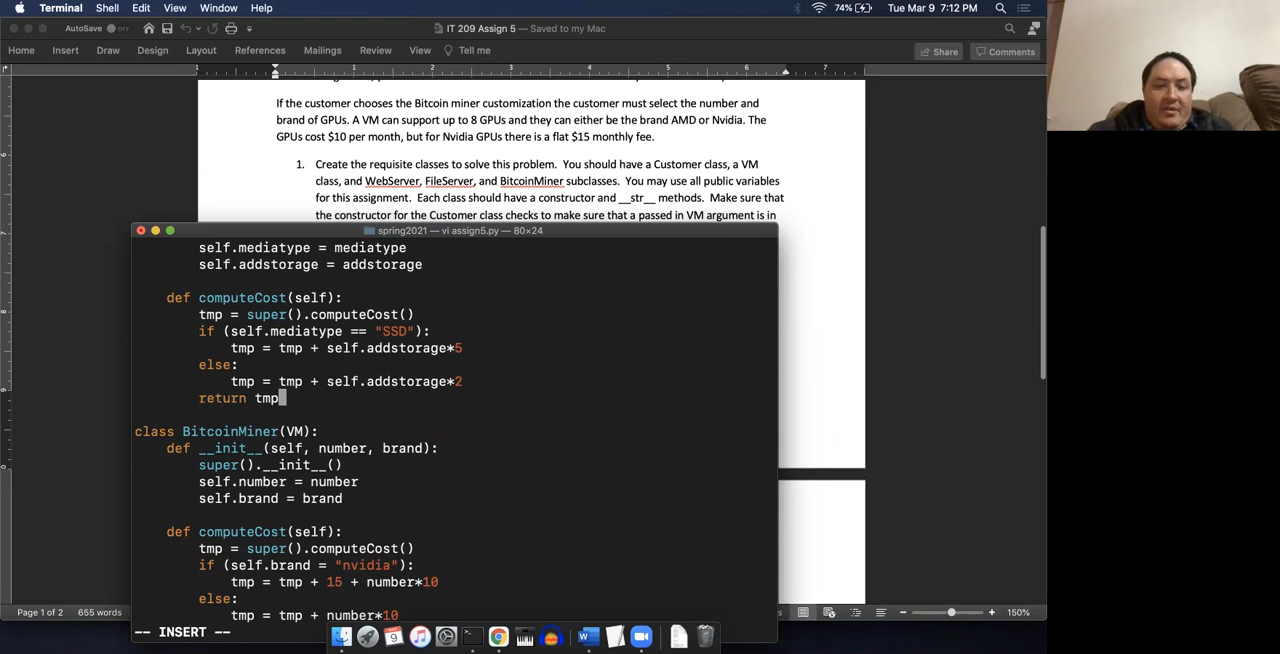 Terminal Shell Edit View Window Help 74% Tue Mar 9 7:12 PM
AutoSave IT 209 Assign 5 — Saved to my Mac
Home Insert Draw Design Layout References Mailings Review View Tell me Share Comments
1 1 2 3 4 5 6 7
If the customer chooses the Bitcoin miner customization the customer must select the number and
brand of GPUs. A VM can support up to 8 GPUs and they can either be the brand AMD or Nvidia. The
GPUs cost $10 per month, but for Nvidia GPUs there is a flat $15 monthly fee.
1. Create the requisite classes to solve this problem. You should have a Customer class, a VM
class, and WebServer, FileServer, and BitcoinMiner subclasses. You may use all public variables
for this assignment. Each class should have a constructor and __str__ methods. Make sure that
the constructor for the Customer class checks to make sure that a passed in VM argument is in
spring2021 — vi assign5.py — 80×24
self.mediatype = mediatype
self.addstorage = addstorage
def computeCost(self):
tmp = super().computeCost()
if (self.mediatype == "SSD"):
tmp = tmp + self.addstorage*5
else:
tmp = tmp + self.addstorage*2
return tmp
class BitcoinMiner(VM):
def __init__(self, number, brand):
super().__init__()
self.number = number
self.brand = brand
def computeCost(self):
tmp = super().computeCost()
if (self.brand = "nvidia"):
tmp = tmp + 15 + number*10
else:
tmp = tmp + number*10
-- INSERT --
Page 1 of 2 655 words 150%